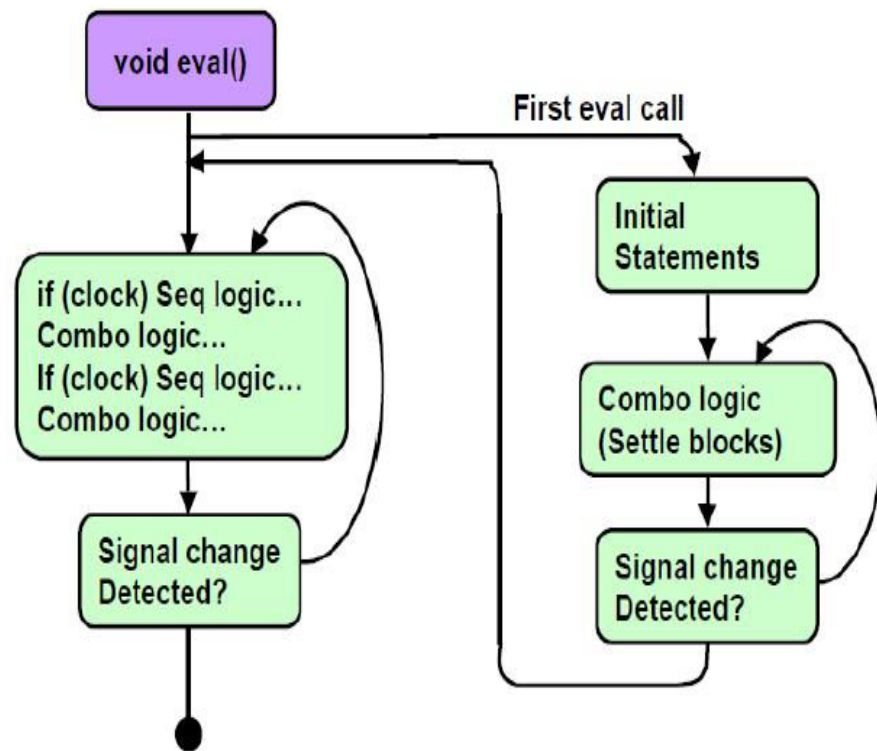 void eval()
First eval call
Initial
Statements
if (clock) Seq logic...
Combo logic...
If (clock) Seq logic...
Combo logic...
Combo logic
(Settle blocks)
Signal change
Detected?
Signal change
Detected?